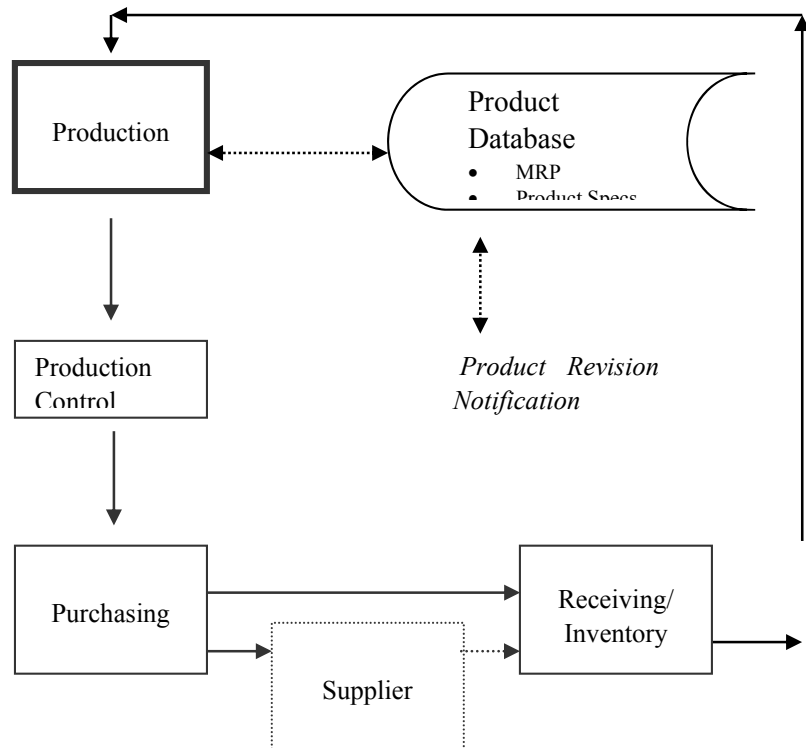 Production
Product
Database
• MRP
• Product Specs
Production
Control
Product Revision
Notification
Purchasing
Receiving/
Inventory
Supplier